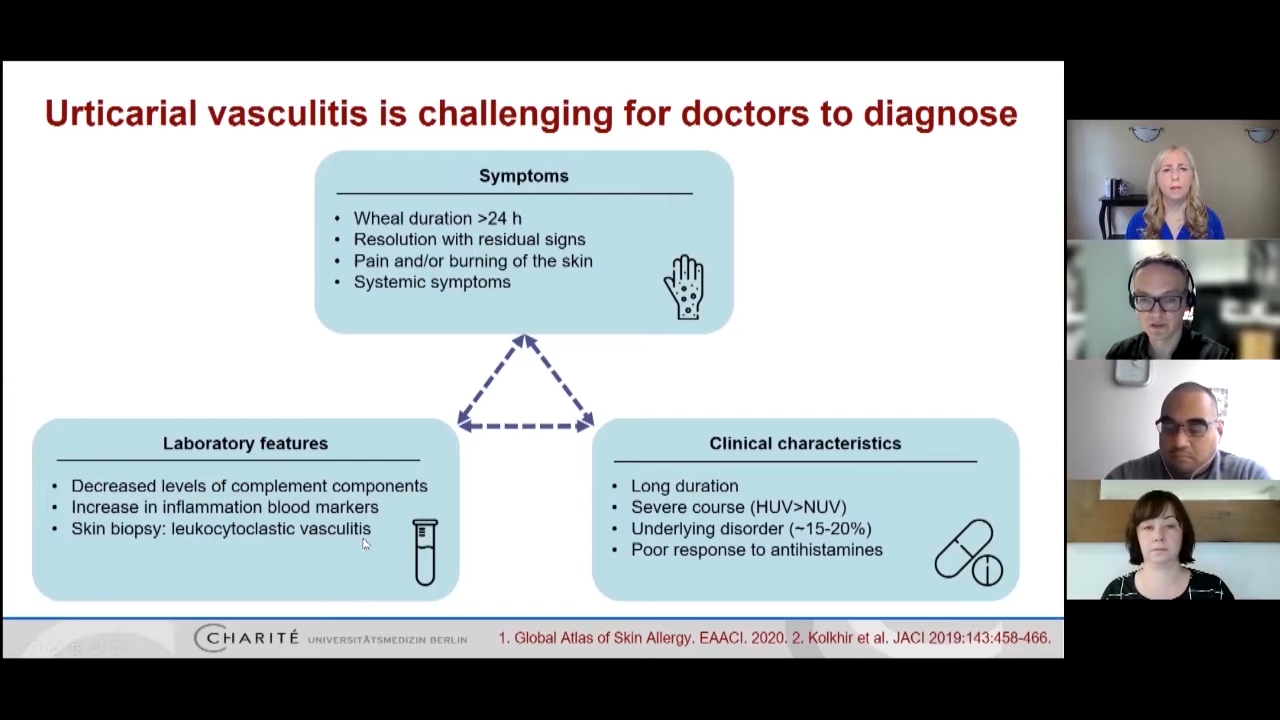 Urticarial vasculitis is challenging for doctors to diagnose
Symptoms
• Wheal duration >24 h
• Resolution with residual signs
• Pain and/or burning of the skin
• Systemic symptoms
Laboratory features
• Decreased levels of complement components
• Increase in inflammation blood markers
• Skin biopsy: leukocytoclastic vasculitis
Clinical characteristics
• Long duration
• Severe course (HUV>NUV)
• Underlying disorder (~15-20%)
• Poor response to antihistamines
CHARITÉ UNIVERSITÄTSMEDIZIN BERLIN
1. Global Atlas of Skin Allergy. EAACI. 2020. 2. Kolkhir et al. JACI 2019:143:458-466.